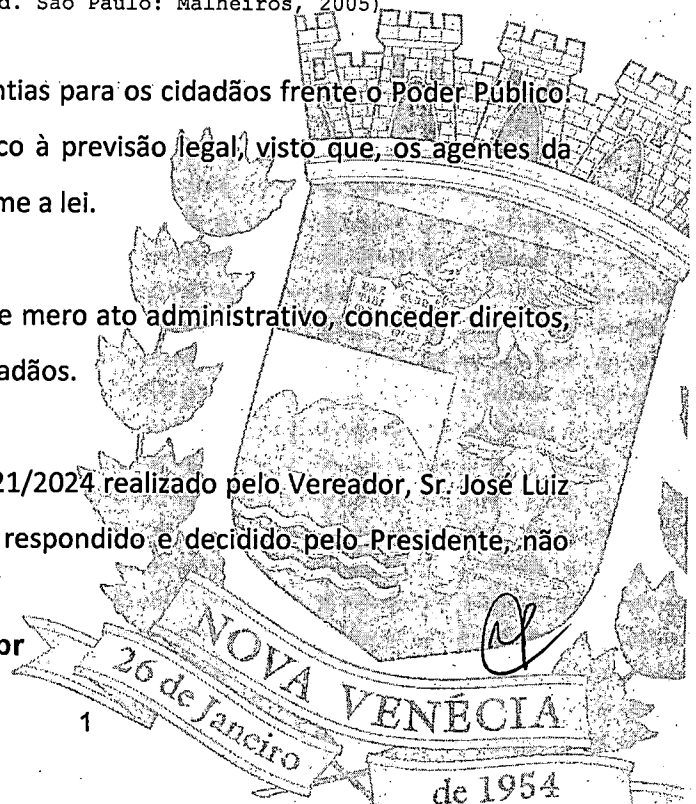 d. São Paulo: Malheiros, 2005)
ntias para os cidadãos frente o Poder Público.
co à previsão legal, visto que, os agentes da
me a lei.
e mero ato administrativo, conceder direitos,
adãos.
21/2024 realizado pelo Vereador, Sr. José Luiz
respondido e decidido pelo Presidente, não
br
1
NOVA VENÉCIA
26 de Janeiro
de 1954